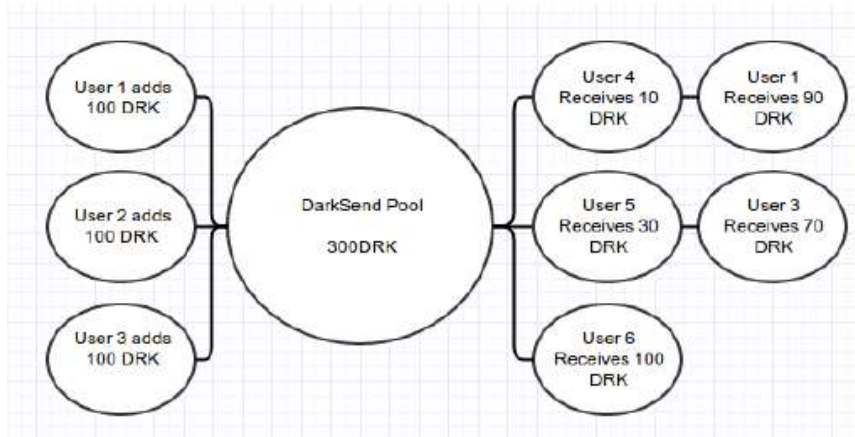 User 1 adds
100 DRK
User 2 adds
100 DRK
User 3 adds
100 DRK
DarkSend Pool
300DRK
User 4
Receives 10
DRK
User 1
Receives 90
DRK
User 5
Receives 30
DRK
User 3
Receives 70
DRK
User 6
Receives 100
DRK